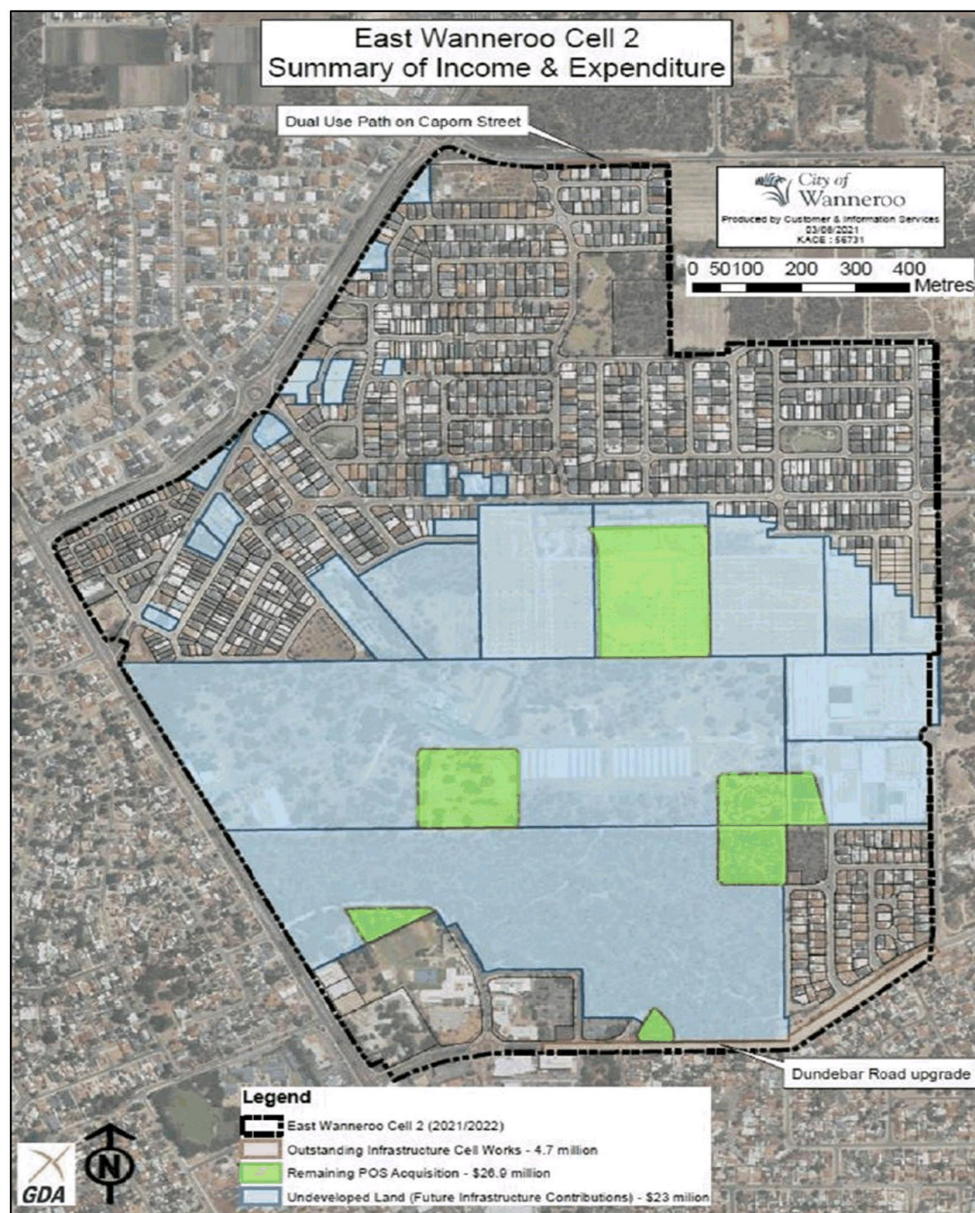 East Wanneroo Cell 2
Summary of Income & Expenditure
Dual Use Path on Caporn Street
City of
Wanneroo
Produced by Customer & Information Services
03/08/2021
KACE : 56731
0 50100 200 300 400
Metres
Dundebar Road upgrade
Legend
East Wanneroo Cell 2 (2021/2022)
Outstanding Infrastructure Cell Works - 4.7 million
Remaining POS Acquisition - $26.9 million
Undeveloped Land (Future Infrastructure Contributions) - $23 milion
GDA
N